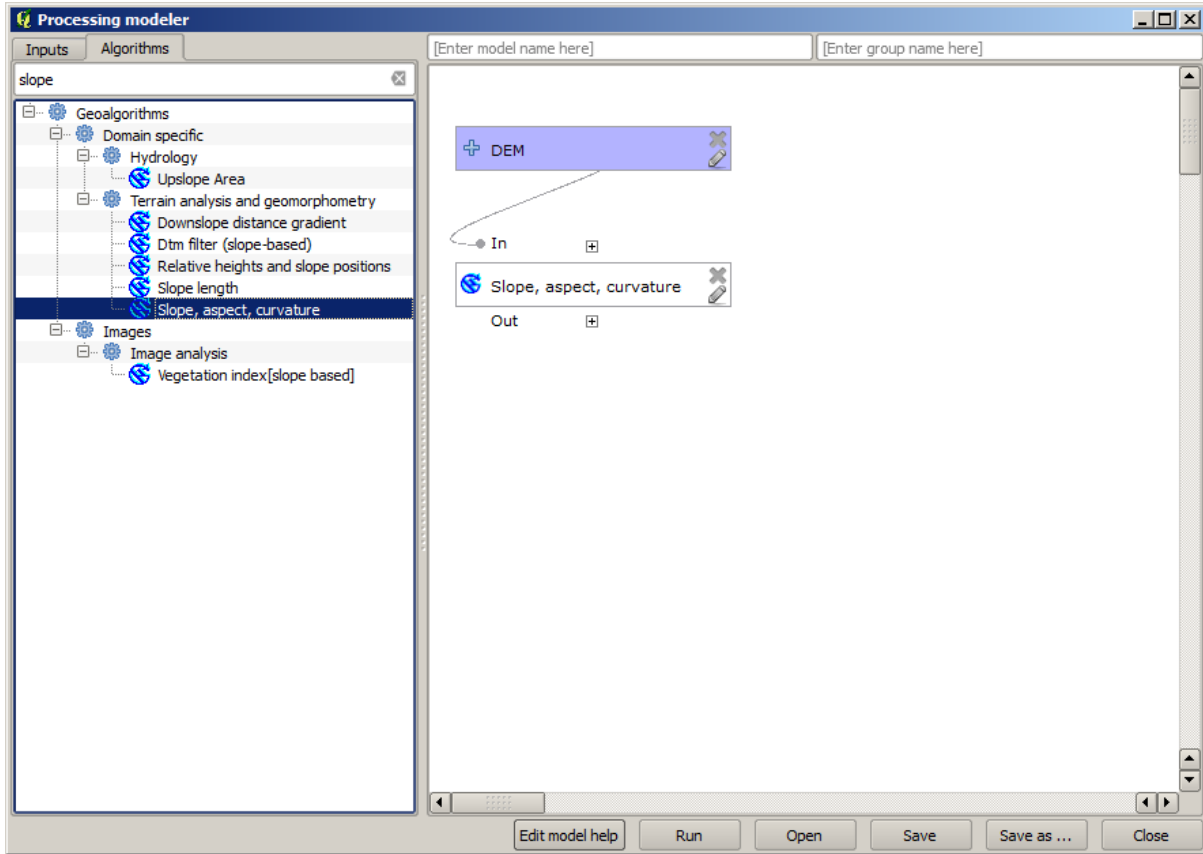 Processing modeler
Inputs
Algorithms
[Enter model name here]
[Enter group name here]
slope
Geoalgorithms
Domain specific
Hydrology
Upslope Area
Terrain analysis and geomorphometry
Downslope distance gradient
Dtm filter (slope-based)
Relative heights and slope positions
Slope length
Slope, aspect, curvature
Images
Image analysis
Vegetation index[slope based]
DEM
In
Slope, aspect, curvature
Out
Edit model help
Run
Open
Save
Save as ...
Close